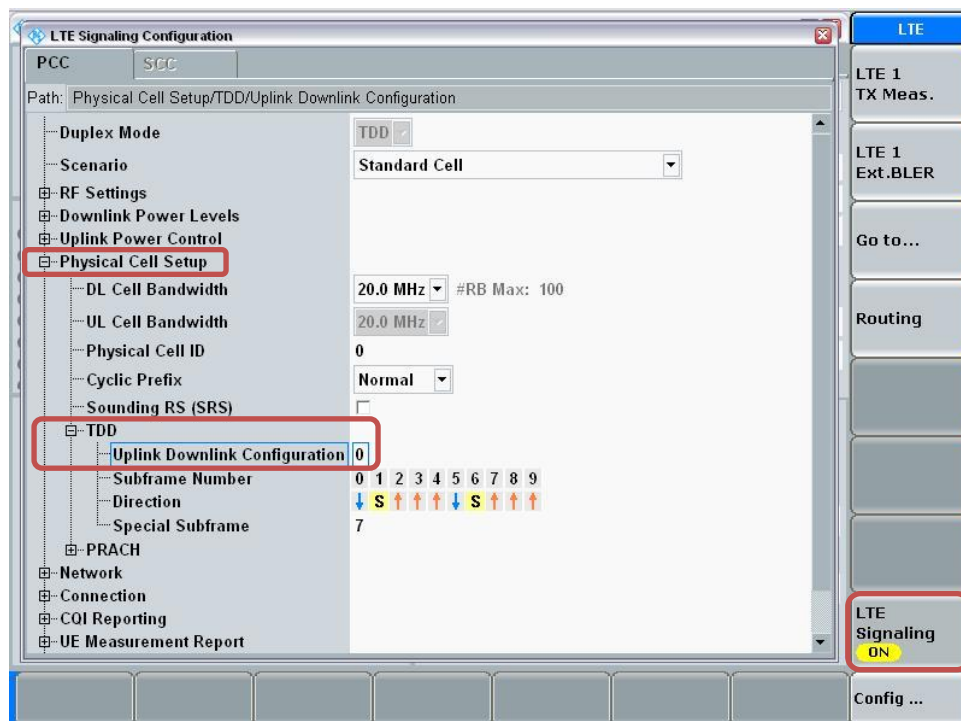 LTE Signaling Configuration
LTE
PCC
SCC
Path: Physical Cell Setup/TDD/Uplink Downlink Configuration
Duplex Mode TDD
Scenario Standard Cell
RF Settings
Downlink Power Levels
Uplink Power Control
Physical Cell Setup
DL Cell Bandwidth 20.0 MHz #RB Max: 100
UL Cell Bandwidth 20.0 MHz
Physical Cell ID 0
Cyclic Prefix Normal
Sounding RS (SRS)
TDD
Uplink Downlink Configuration 0
Subframe Number 0 1 2 3 4 5 6 7 8 9
Direction ↓ S ↑ ↑ ↑ ↓ S ↑ ↑ ↑
Special Subframe 7
PRACH
Network
Connection
CQI Reporting
UE Measurement Report
LTE 1
TX Meas.
LTE 1
Ext.BLER
Go to...
Routing
LTE
Signaling
ON
Config ...